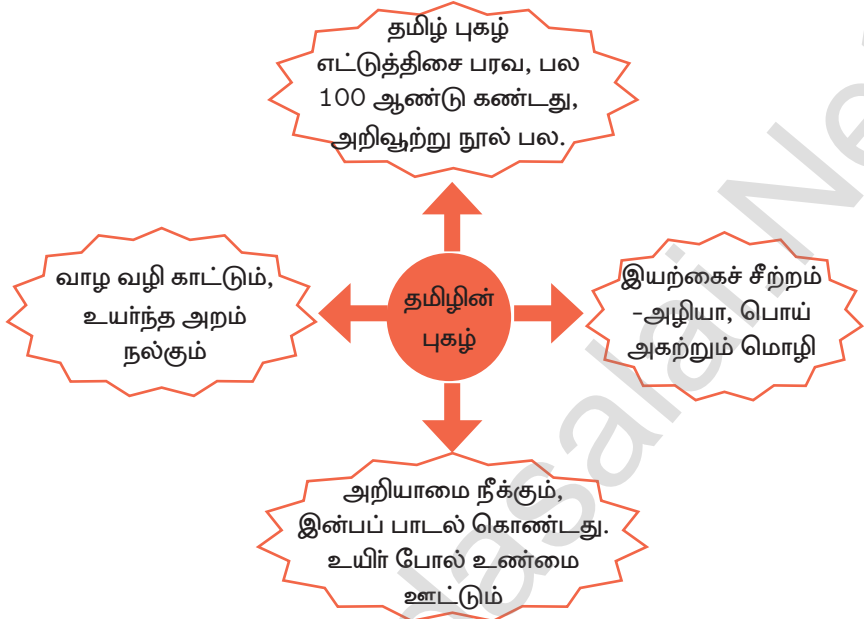 தமிழ் புகழ்
எட்டுத்திசை பரவ, பல
100 ஆண்டு கண்டது,
அறிவூற்று நூல் பல.
வாழ வழி காட்டும்,
உயர்ந்த அறம்
நல்கும்
தமிழின்
புகழ்
இயற்கைச் சீற்றம்
-அழியா, பொய்
அகற்றும் மொழி
அறியாமை நீக்கும்,
இன்பப் பாடல் கொண்டது.
உயிர் போல் உண்மை
ஊட்டும்